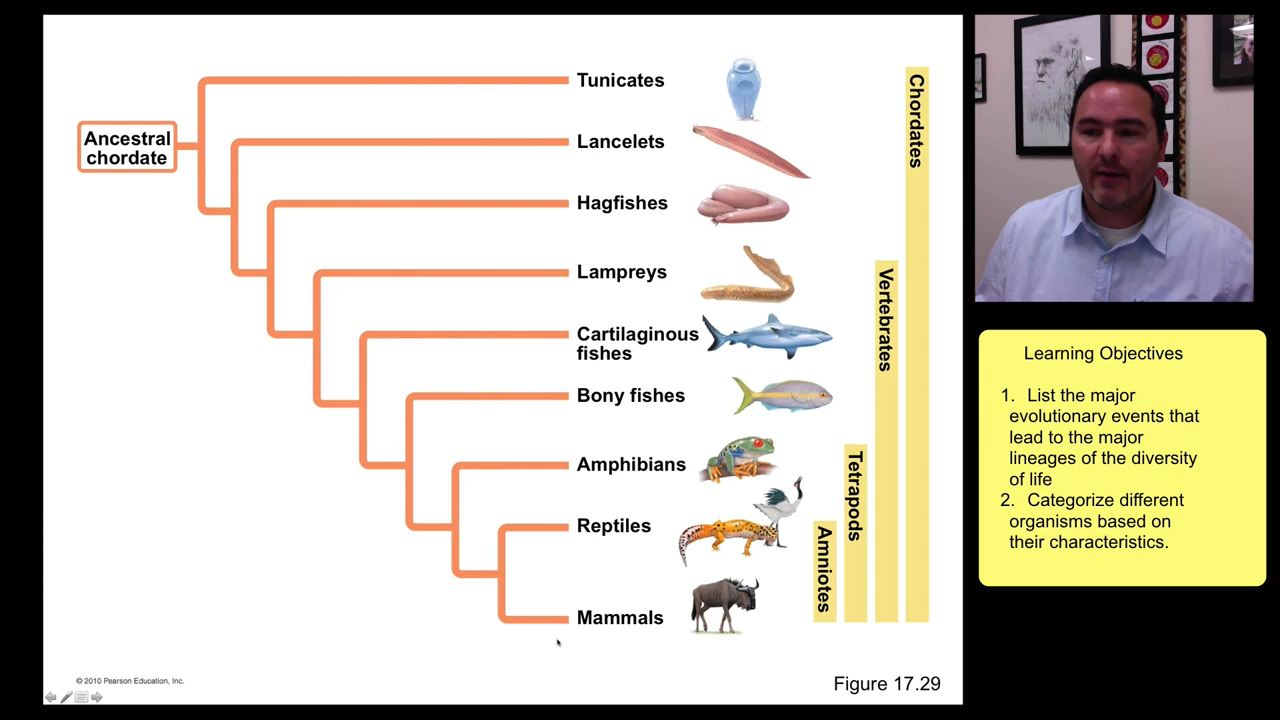 Ancestral
chordate
Tunicates
Lancelets
Hagfishes
Lampreys
Cartilaginous
fishes
Bony fishes
Amphibians
Reptiles
Mammals
Amniotes
Tetrapods
Vertebrates
Chordates
© 2010 Pearson Education, Inc.
Figure 17.29
Learning Objectives
1. List the major
evolutionary events that
lead to the major
lineages of the diversity
of life
2. Categorize different
organisms based on
their characteristics.